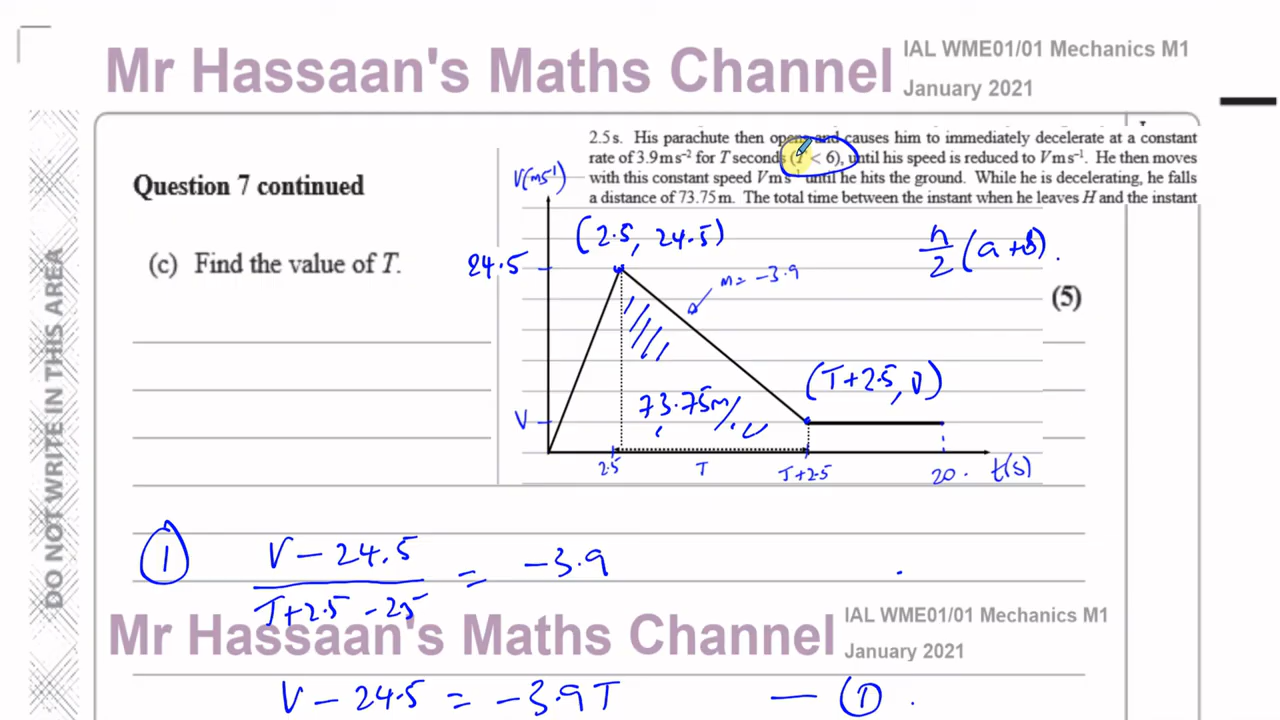 Mr Hassaan's Maths Channel
IAL WME01/01 Mechanics M1
January 2021
2.5 s. His parachute then opens and causes him to immediately decelerate at a constant
rate of 3.9 m s⁻² for T seconds (T < 6), until his speed is reduced to V m s⁻¹. He then moves
with this constant speed V m s⁻¹ until he hits the ground. While he is decelerating, he falls
a distance of 73.75 m. The total time between the instant when he leaves H and the instant
Question 7 continued
V(ms⁻¹)
(2.5, 24.5)
h/2 (a+b).
(c) Find the value of T.
24.5
m = -3.9
(5)
(T+2.5, V)
73.75m
V
2.5
T
T+2.5
20.
t(s)
DO NOT WRITE IN THIS AREA
① V - 24.5 / T+2.5 - 2.5 = -3.9
Mr Hassaan's Maths Channel
IAL WME01/01 Mechanics M1
January 2021
V - 24.5 = -3.9T — ①.